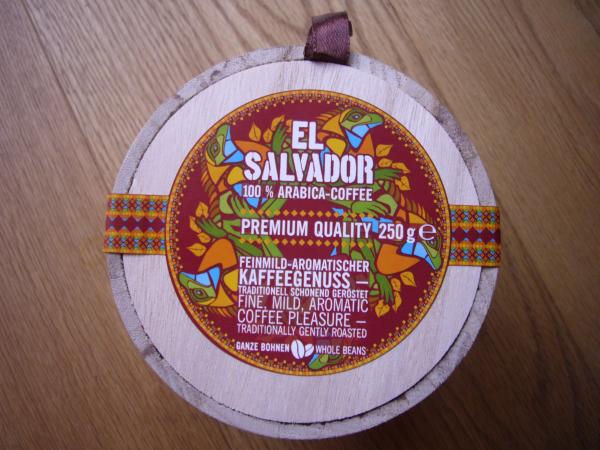 EL
SALVADOR
100 % ARABICA-COFFEE
PREMIUM QUALITY 250 g ℮
FEINMILD-AROMATISCHER
KAFFEEGENUSS –
TRADITIONELL SCHONEND GERÖSTET
FINE, MILD, AROMATIC
COFFEE PLEASURE –
TRADITIONALLY GENTLY ROASTED
GANZE BOHNEN WHOLE BEANS